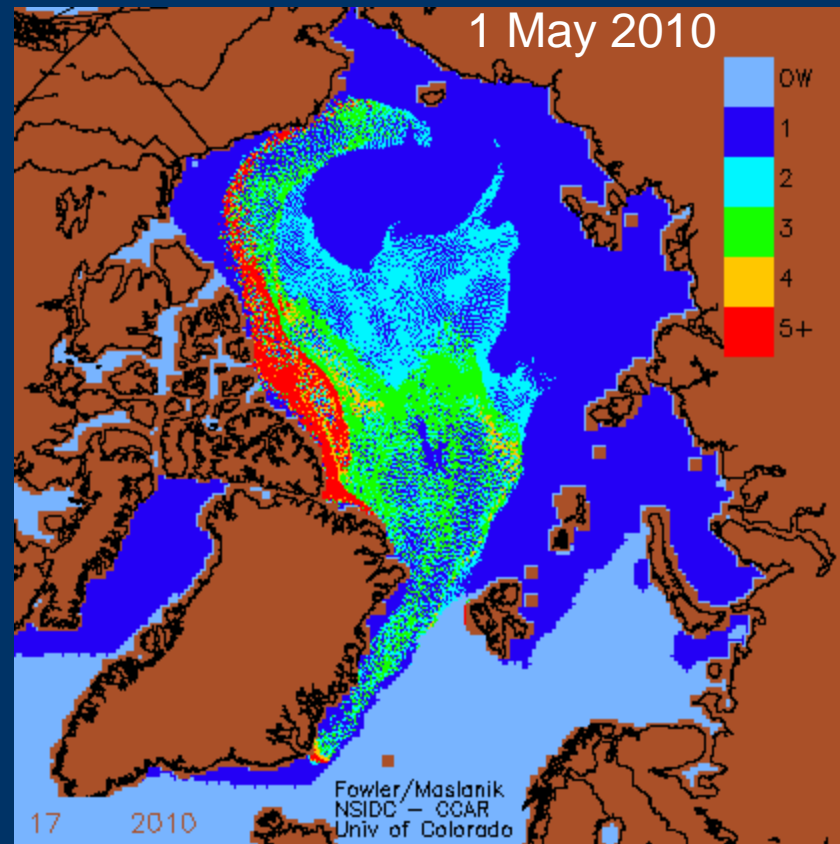 1 May 2010
OW
1
2
3
4
5+
Fowler/Maslanik
NSIDC – CCAR
Univ of Colorado
17 2010